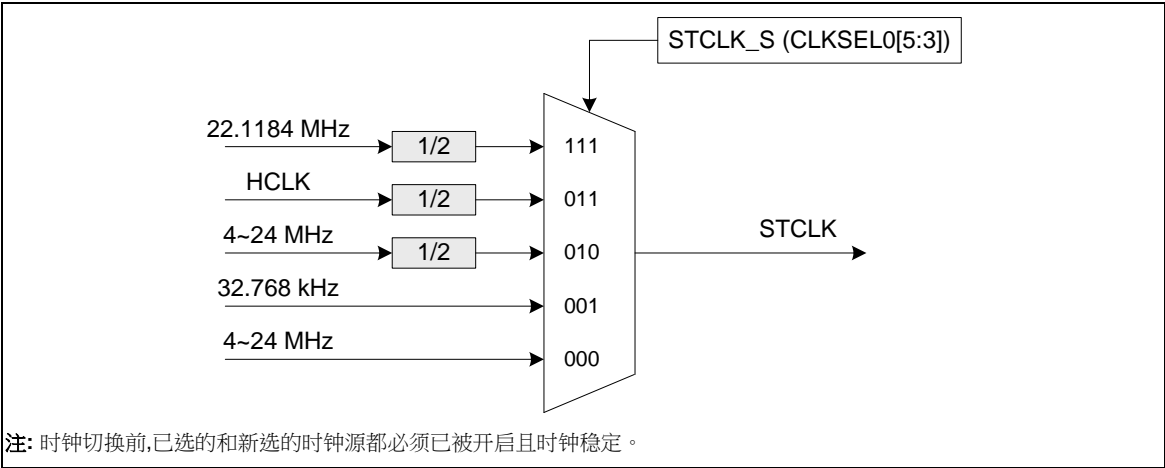 STCLK_S (CLKSEL0[5:3])
22.1184 MHz
1/2
111
HCLK
1/2
011
4~24 MHz
1/2
010
STCLK
32.768 kHz
001
4~24 MHz
000
注: 时钟切换前,已选的和新选的时钟源都必须已被开启且时钟稳定。